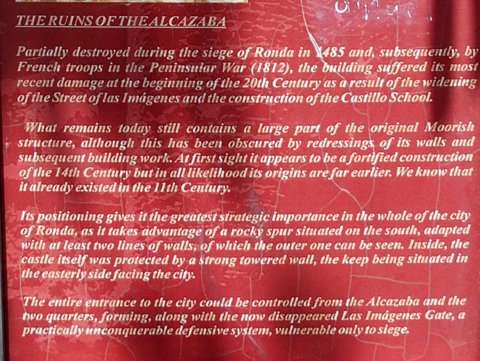 THE RUINS OF THE ALCAZABA
Partially destroyed during the siege of Ronda in 1485 and, subsequently, by
French troops in the Peninsular War (1812), the building suffered its most
recent damage at the beginning of the 20th Century as a result of the widening
of the Street of las Imágenes and the construction of the Castillo School.
What remains today still contains a large part of the original Moorish
structure, although this has been obscured by redressings of its walls and
subsequent building work. At first sight it appears to be a fortified construction
of the 14th Century but in all likelihood its origins are far earlier. We know that
it already existed in the 11th Century.
Its positioning gives it the greatest strategic importance in the whole of the city
of Ronda, as it takes advantage of a rocky spur situated on the south, adapted
with at least two lines of walls, of which the outer one can be seen. Inside, the
castle itself was protected by a strong towered wall, the keep being situated in
the easterly side facing the city.
The entire entrance to the city could be controlled from the Alcazaba and the
two quarters, forming, along with the now disappeared Las Imágenes Gate, a
practically unconquerable defensive system, vulnerable only to siege.